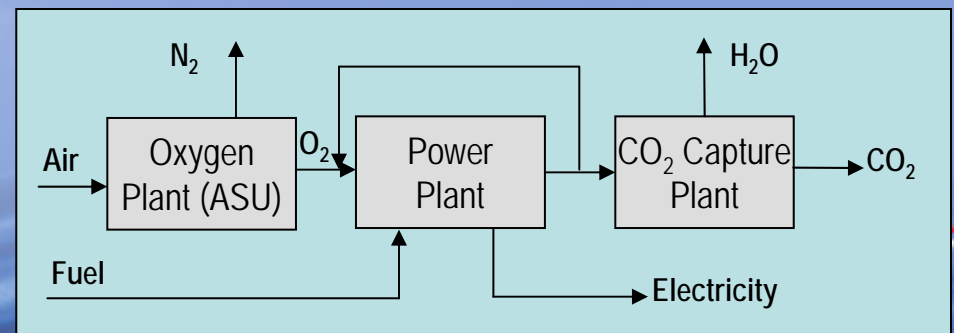 N₂
H₂O
Air
Oxygen
Plant (ASU)
O₂
Power
Plant
CO₂ Capture
Plant
CO₂
Fuel
Electricity